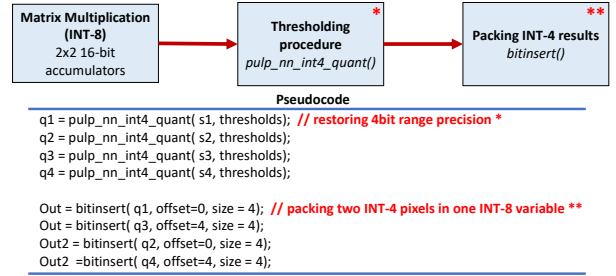 Matrix Multiplication
(INT-8)
2x2 16-bit
accumulators
*
Thresholding
procedure
pulp_nn_int4_quant()
**
Packing INT-4 results
bitinsert()
Pseudocode
q1 = pulp_nn_int4_quant( s1, thresholds); // restoring 4bit range precision *
q2 = pulp_nn_int4_quant( s2, thresholds);
q3 = pulp_nn_int4_quant( s3, thresholds);
q4 = pulp_nn_int4_quant( s4, thresholds);
Out = bitinsert( q1, offset=0, size = 4); // packing two INT-4 pixels in one INT-8 variable **
Out = bitinsert( q3, offset=4, size = 4);
Out2 = bitinsert( q2, offset=0, size = 4);
Out2 =bitinsert( q4, offset=4, size = 4);